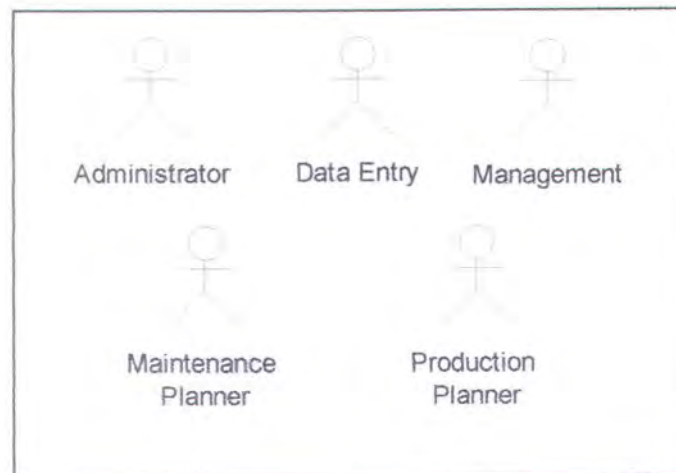 Administrator Data Entry Management
Maintenance Production
Planner Planner